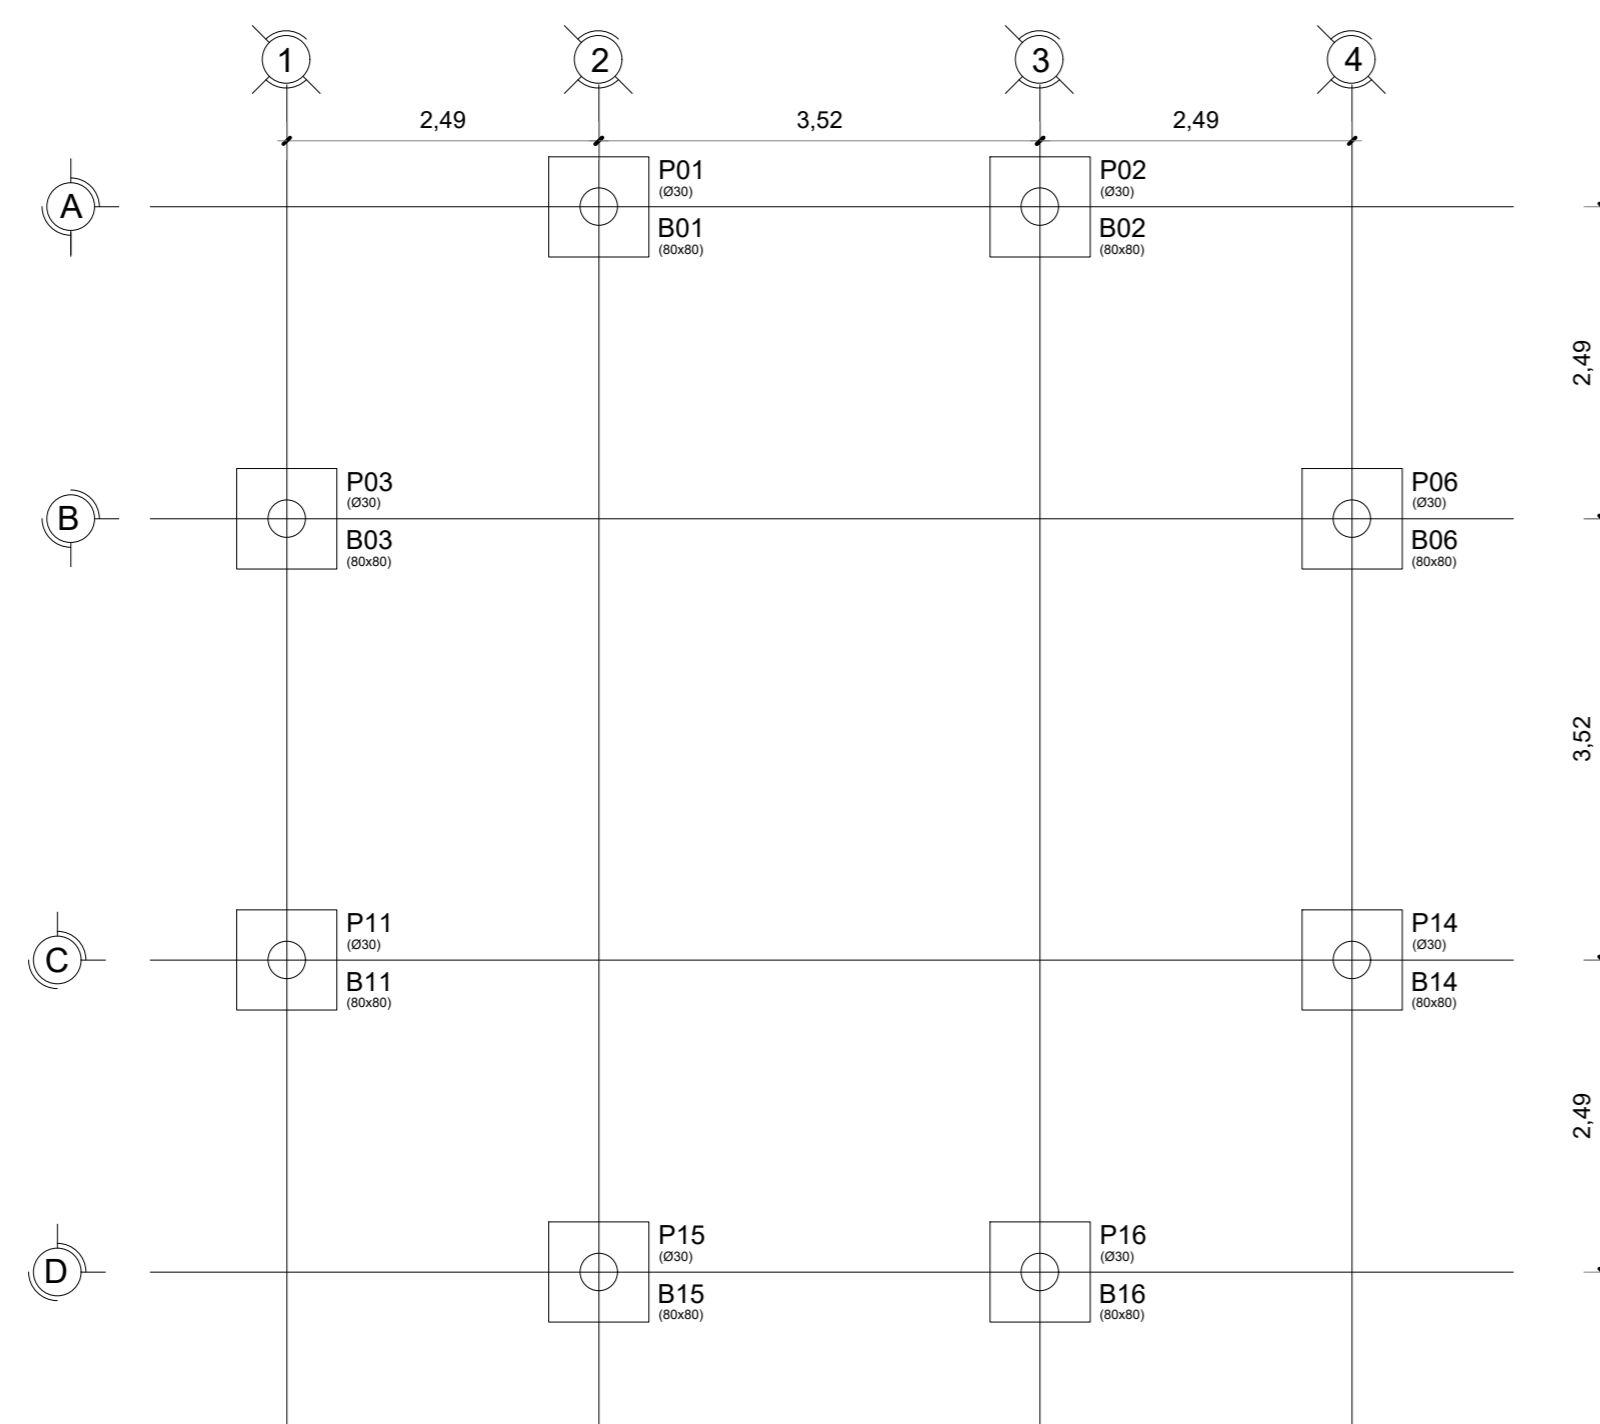 1
2
3
4
2,49
3,52
2,49
A
P01
(Ø30)
B01
(80x80)
P02
(Ø30)
B02
(80x80)
2,49
B
P03
(Ø30)
B03
(80x80)
P06
(Ø30)
B06
(80x80)
3,52
C
P11
(Ø30)
B11
(80x80)
P14
(Ø30)
B14
(80x80)
2,49
D
P15
(Ø30)
B15
(80x80)
P16
(Ø30)
B16
(80x80)